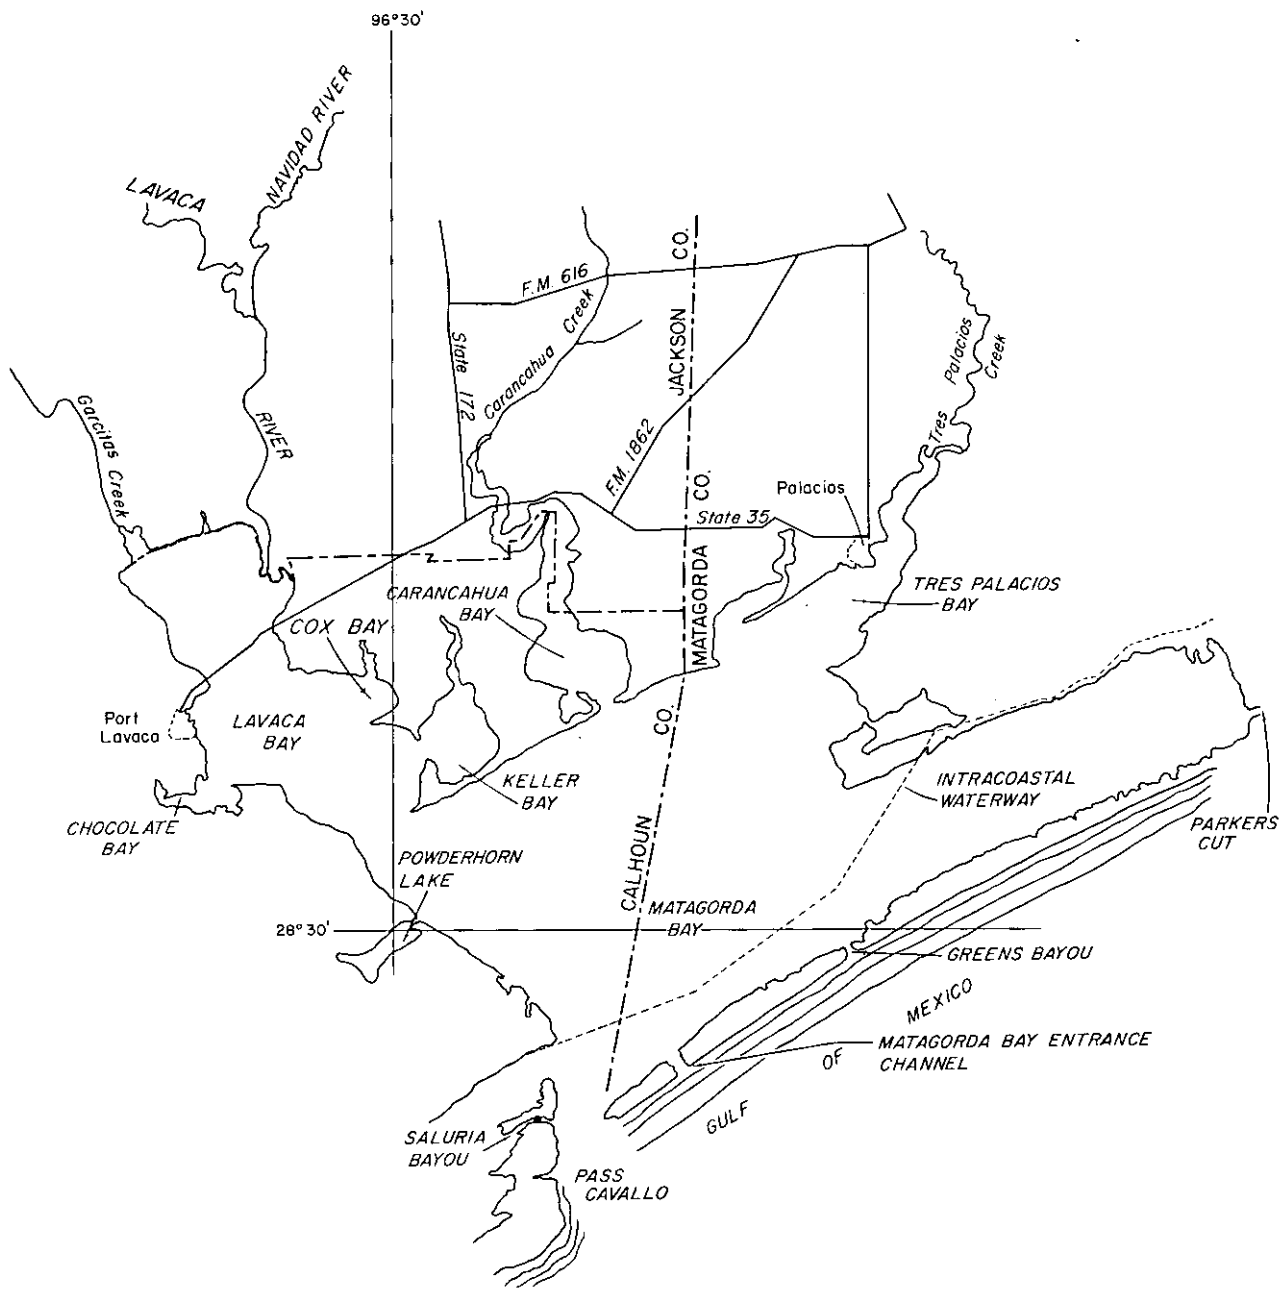 96°30'
NAVIDAD RIVER
LAVACA
RIVER
F.M. 616
JACKSON CO.
Carancahua Creek
State 172
F.M. 1862
Tres Palacios Creek
Garcitas Creek
Palacios
State 35
MATAGORDA CO.
CARANCAHUA
BAY
TRES PALACIOS
BAY
COX BAY
Port
Lavaca
LAVACA
BAY
KELLER
BAY
INTRACOASTAL
WATERWAY
CHOCOLATE
BAY
PARKERS
CUT
CALHOUN CO.
POWDERHORN
LAKE
MATAGORDA
BAY
28°30'
GREENS BAYOU
GULF OF MEXICO
MATAGORDA BAY ENTRANCE
CHANNEL
SALURIA
BAYOU
PASS
CAVALLO